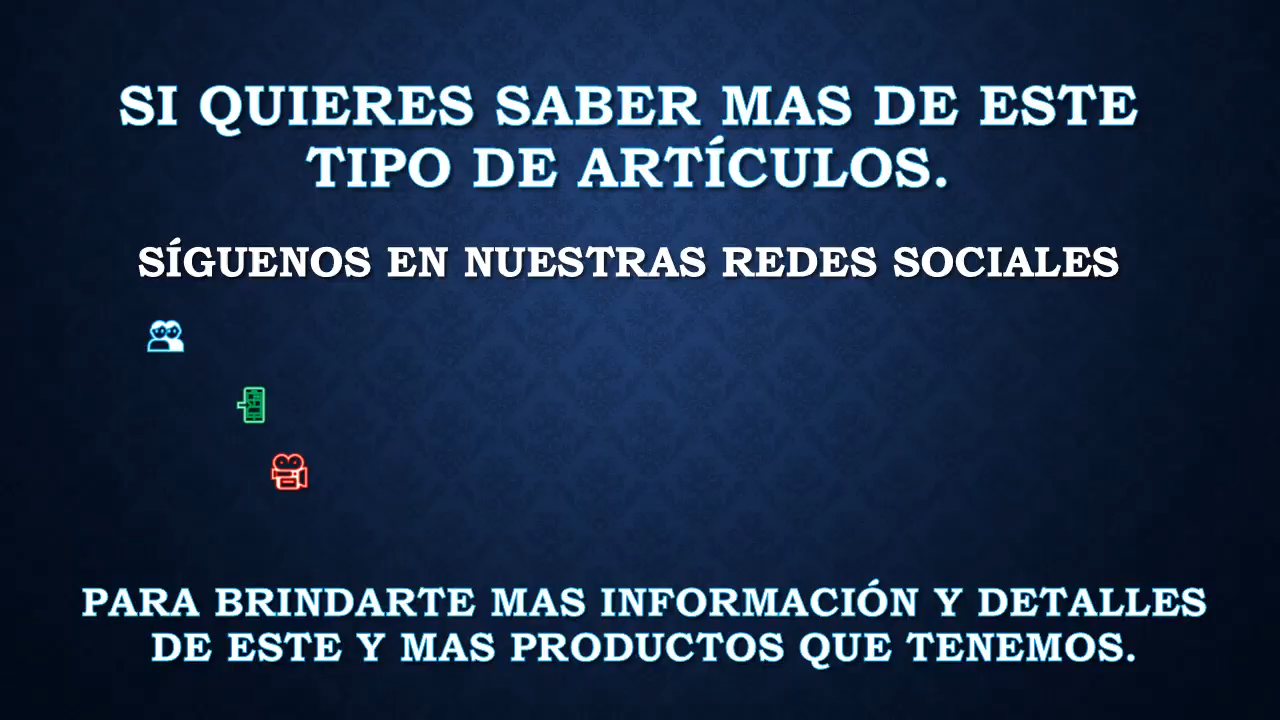 SI QUIERES SABER MAS DE ESTE
TIPO DE ARTÍCULOS.
SÍGUENOS EN NUESTRAS REDES SOCIALES
PARA BRINDARTE MAS INFORMACIÓN Y DETALLES
DE ESTE Y MAS PRODUCTOS QUE TENEMOS.